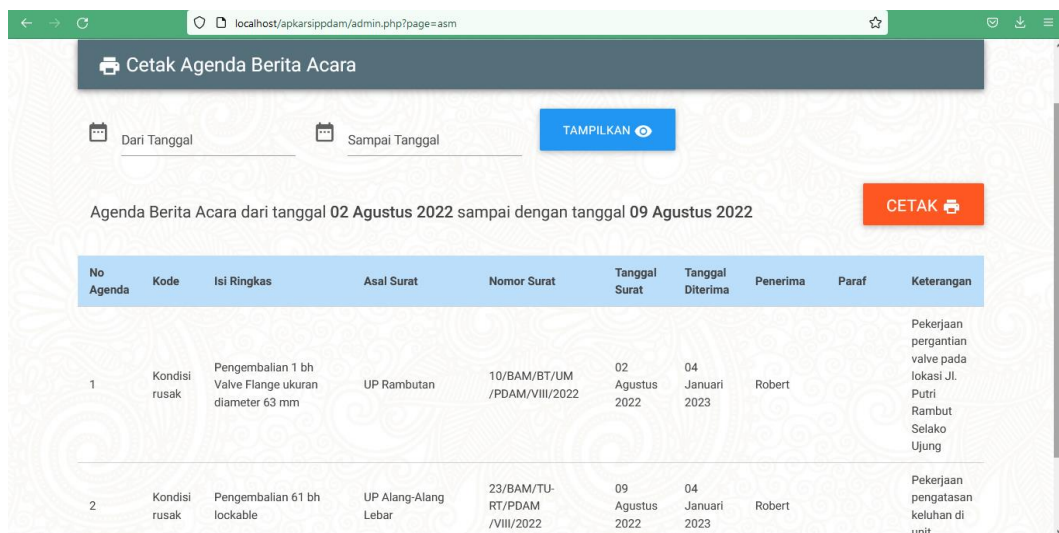 localhost/apkarsippdam/admin.php?page=asm
Cetak Agenda Berita Acara
Dari Tanggal
Sampai Tanggal
TAMPILKAN
Agenda Berita Acara dari tanggal 02 Agustus 2022 sampai dengan tanggal 09 Agustus 2022
CETAK
No Agenda
Kode
Isi Ringkas
Asal Surat
Nomor Surat
Tanggal Surat
Tanggal Diterima
Penerima
Paraf
Keterangan
1
Kondisi
rusak
Pengembalian 1 bh
Valve Flange ukuran
diameter 63 mm
UP Rambutan
10/BAM/BT/UM
/PDAM/VIII/2022
02
Agustus
2022
04
Januari
2023
Robert
Pekerjaan
pergantian
valve pada
lokasi Jl.
Putri
Rambut
Selako
Ujung
2
Kondisi
rusak
Pengembalian 61 bh
lockable
UP Alang-Alang
Lebar
23/BAM/TU-
RT/PDAM
/VIII/2022
09
Agustus
2022
04
Januari
2023
Robert
Pekerjaan
pengatasan
keluhan di
unit